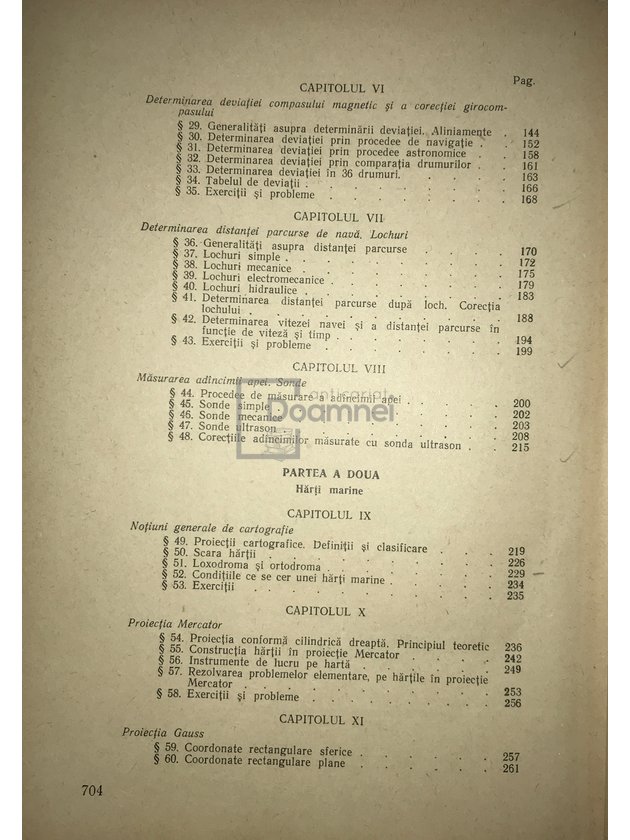 Pag.
CAPITOLUL VI
Determinarea deviației compasului magnetic și a corecției girocom-
pasului
§ 29. Generalități asupra determinării deviației. Aliniamente . 144
§ 30. Determinarea deviației prin procedee de navigație . 152
§ 31. Determinarea deviației prin procedee astronomice . . 158
§ 32. Determinarea deviației prin comparația drumurilor . . 161
§ 33. Determinarea deviației în 36 drumuri. . . . . 163
§ 34. Tabelul de deviații . . . . . . . . 166
§ 35. Exerciții și probleme . . . . . . . 168
CAPITOLUL VII
Determinarea distanței parcurse de navă. Lochuri
§ 36. Generalități asupra distanței parcurse . . . . 170
§ 37. Lochuri simple . . . . . . . . 172
§ 38. Lochuri mecanice . . . . . . . . 175
§ 39. Lochuri electromecanice . . . . . . . 179
§ 40. Lochuri hidraulice . . . . . . . . 183
§ 41. Determinarea distanței parcurse după loch. Corecția
lochului . . . . . . . . . . 188
§ 42. Determinarea vitezei navei și a distanței parcurse în
funcție de viteză și timp . . . . . . . 194
§ 43. Exerciții și probleme . . . . . . . 199
CAPITOLUL VIII
Măsurarea adîncimii apei. Sonde
§ 44. Procedee de măsurare a adîncimii apei . . . . 200
§ 45. Sonde simple . . . . . . . . 202
§ 46. Sonde mecanice . . . . . . . . 203
§ 47. Sonde ultrason . . . . . . . . 208
§ 48. Corecțiile adîncimilor măsurate cu sonda ultrason . . 215
anticariat
Doamnei
PARTEA A DOUA
Hărți marine
CAPITOLUL IX
Noțiuni generale de cartografie
§ 49. Proiecții cartografice. Definiții și clasificare . . . 219
§ 50. Scara hărții . . . . . . . . 226
§ 51. Loxodroma și ortodroma . . . . . . 229
§ 52. Condițiile ce se cer unei hărți marine . . . . 234
§ 53. Exerciții . . . . . . . . . 235
CAPITOLUL X
Proiecția Mercator
§ 54. Proiecția conformă cilindrică dreaptă. Principiul teoretic 236
§ 55. Construcția hărții în proiecție Mercator . . . . 242
§ 56. Instrumente de lucru pe hartă . . . . . 249
§ 57. Rezolvarea problemelor elementare, pe hărțile în proiecție
Mercator . . . . . . . . . 253
§ 58. Exerciții și probleme . . . . . . . 256
CAPITOLUL XI
Proiecția Gauss
§ 59. Coordonate rectangulare sferice . . . . . 257
§ 60. Coordonate rectangulare plane . . . . . 261
704